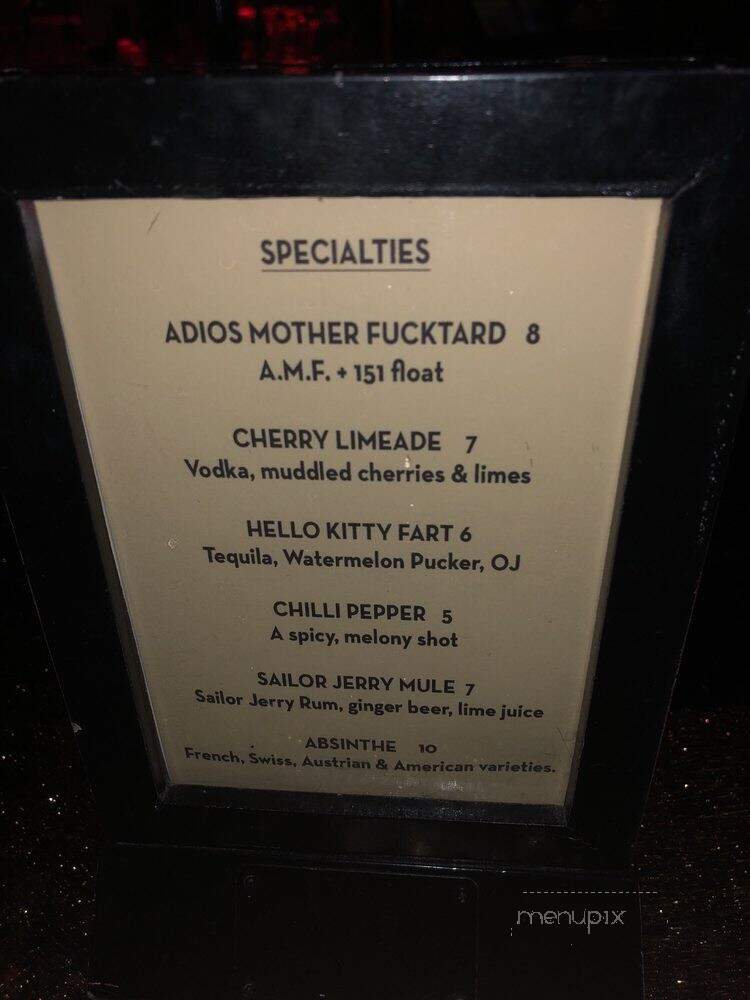 SPECIALTIES
ADIOS MOTHER FUCKTARD 8
A.M.F. + 151 float
CHERRY LIMEADE 7
Vodka, muddled cherries & limes
HELLO KITTY FART 6
Tequila, Watermelon Pucker, OJ
CHILLI PEPPER 5
A spicy, melony shot
SAILOR JERRY MULE 7
Sailor Jerry Rum, ginger beer, lime juice
ABSINTHE 10
French, Swiss, Austrian & American varieties.
menupix